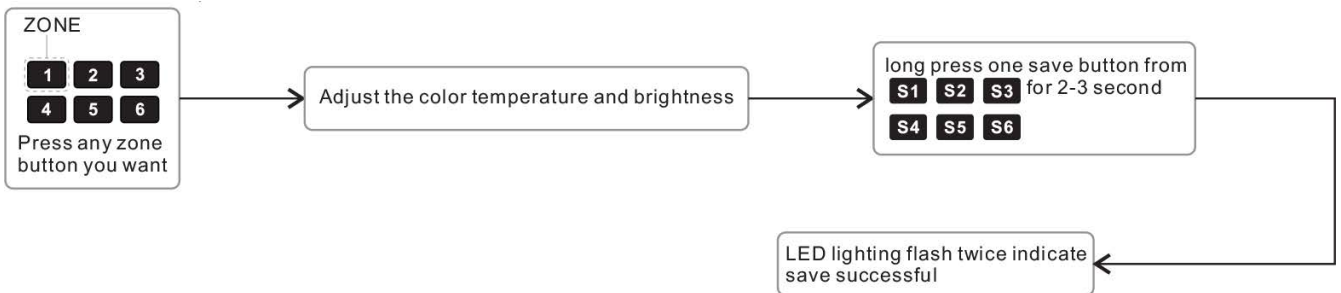 ZONE
1 2 3
4 5 6
Press any zone
button you want
Adjust the color temperature and brightness
long press one save button from
S1 S2 S3 for 2-3 second
S4 S5 S6
LED lighting flash twice indicate
save successful